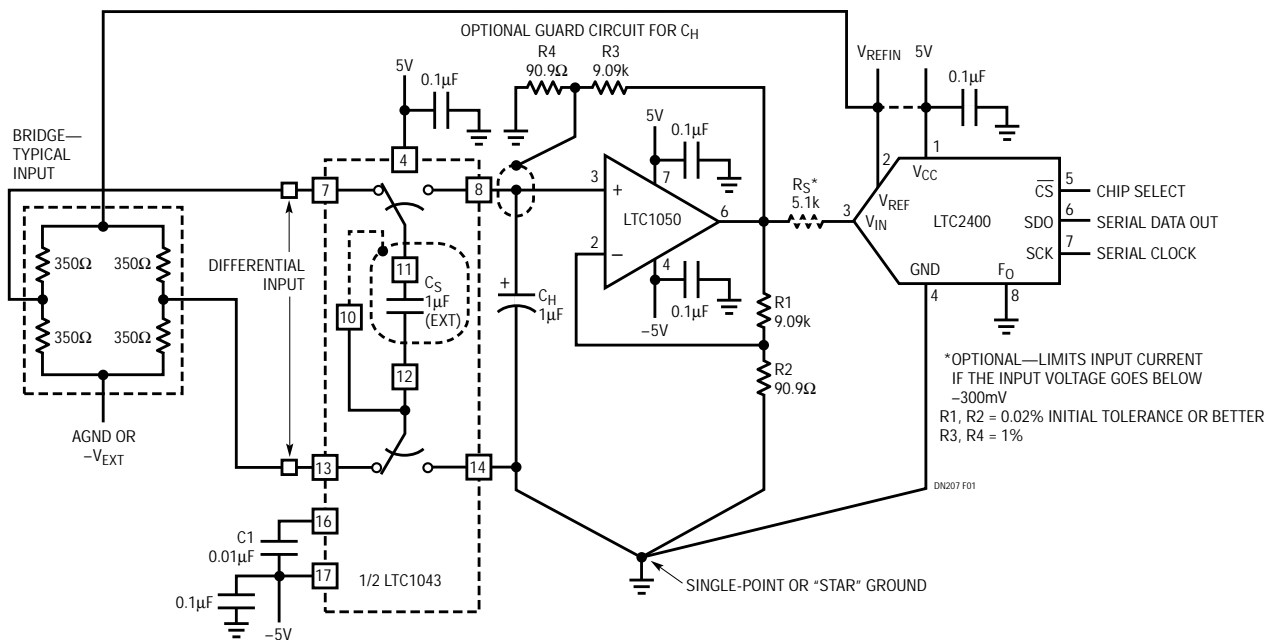 OPTIONAL GUARD CIRCUIT FOR CH
R4
90.9Ω
R3
9.09k
VREFIN
5V
0.1µF
5V
0.1µF
BRIDGE—
TYPICAL
INPUT
350Ω
350Ω
350Ω
350Ω
AGND OR
–VEXT
DIFFERENTIAL
INPUT
4
7
8
11
CS
1µF
(EXT)
10
12
13
14
16
17
C1
0.01µF
0.1µF
–5V
1/2 LTC1043
+
CH
1µF
5V
0.1µF
7
3
+
LTC1050
6
2
–
4
0.1µF
–5V
RS*
5.1k
R1
9.09k
R2
90.9Ω
2
1
VCC
VREF
3
VIN
LTC2400
CS
5
CHIP SELECT
SDO
6
SERIAL DATA OUT
SCK
7
SERIAL CLOCK
GND
FO
4
8
*OPTIONAL—LIMITS INPUT CURRENT
IF THE INPUT VOLTAGE GOES BELOW
–300mV
R1, R2 = 0.02% INITIAL TOLERANCE OR BETTER
R3, R4 = 1%
DN207 F01
SINGLE-POINT OR "STAR" GROUND